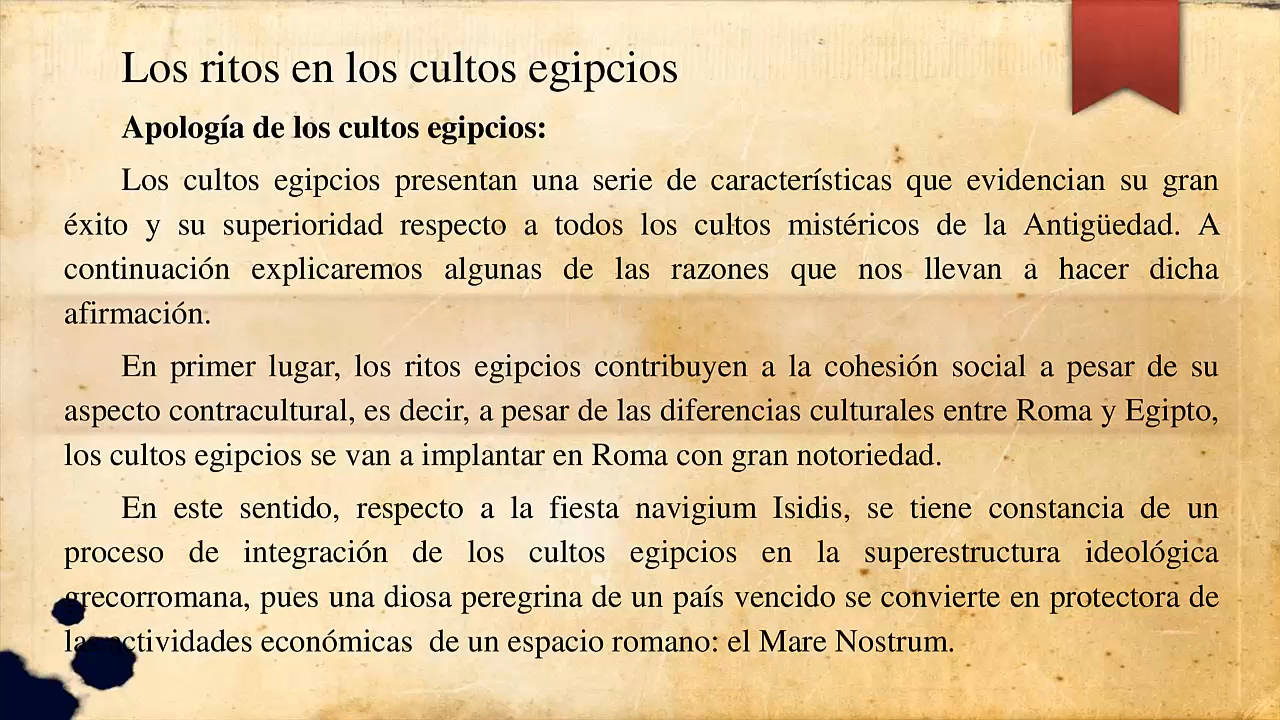 Los ritos en los cultos egipcios
Apología de los cultos egipcios:
Los cultos egipcios presentan una serie de características que evidencian su gran
éxito y su superioridad respecto a todos los cultos mistéricos de la Antigüedad. A
continuación explicaremos algunas de las razones que nos llevan a hacer dicha
afirmación.
En primer lugar, los ritos egipcios contribuyen a la cohesión social a pesar de su
aspecto contracultural, es decir, a pesar de las diferencias culturales entre Roma y Egipto,
los cultos egipcios se van a implantar en Roma con gran notoriedad.
En este sentido, respecto a la fiesta navigium Isidis, se tiene constancia de un
proceso de integración de los cultos egipcios en la superestructura ideológica
grecorromana, pues una diosa peregrina de un país vencido se convierte en protectora de
las actividades económicas de un espacio romano: el Mare Nostrum.